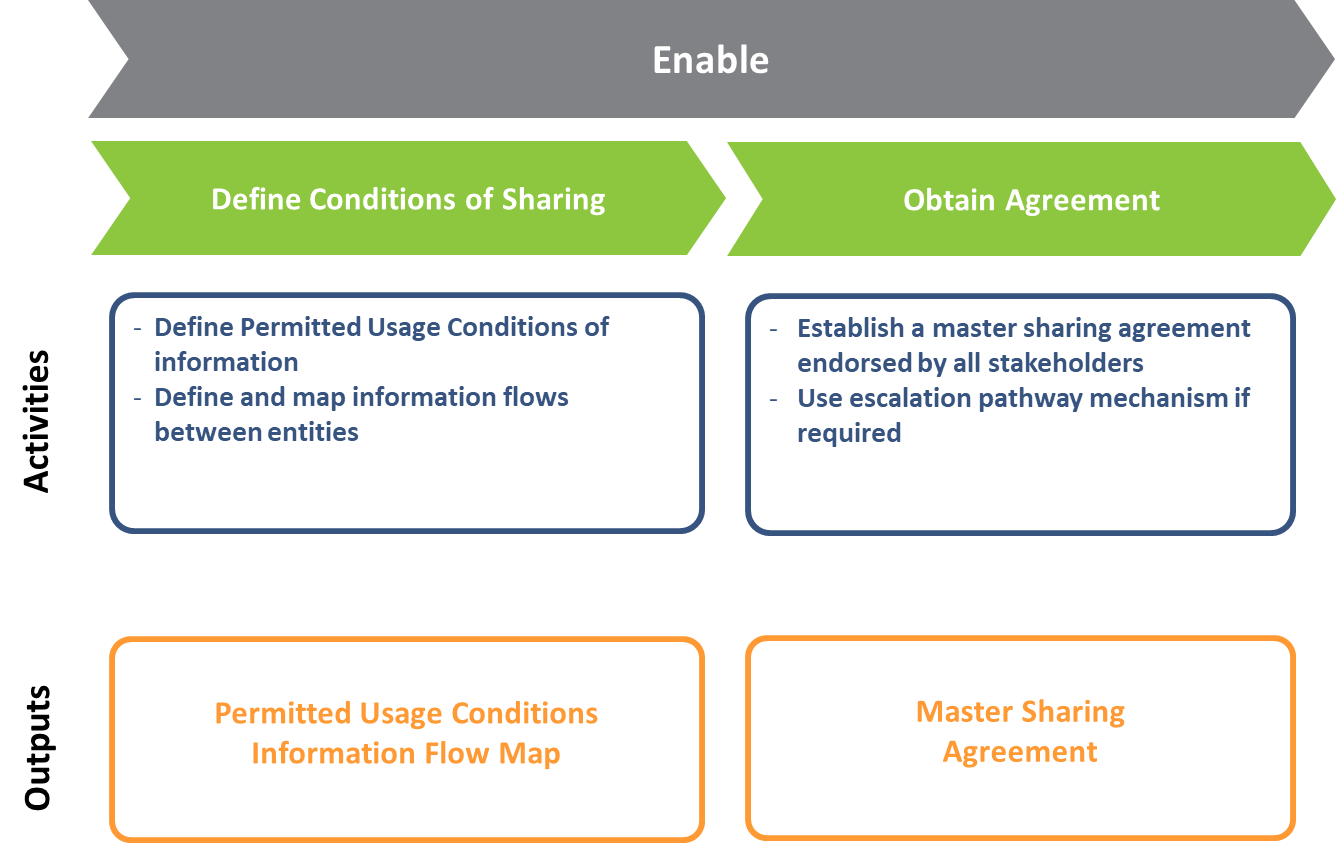 Enable
Define Conditions of Sharing
Obtain Agreement
Activities
- Define Permitted Usage Conditions of
information
- Define and map information flows
between entities
- Establish a master sharing agreement
endorsed by all stakeholders
- Use escalation pathway mechanism if
required
Outputs
Permitted Usage Conditions
Information Flow Map
Master Sharing
Agreement